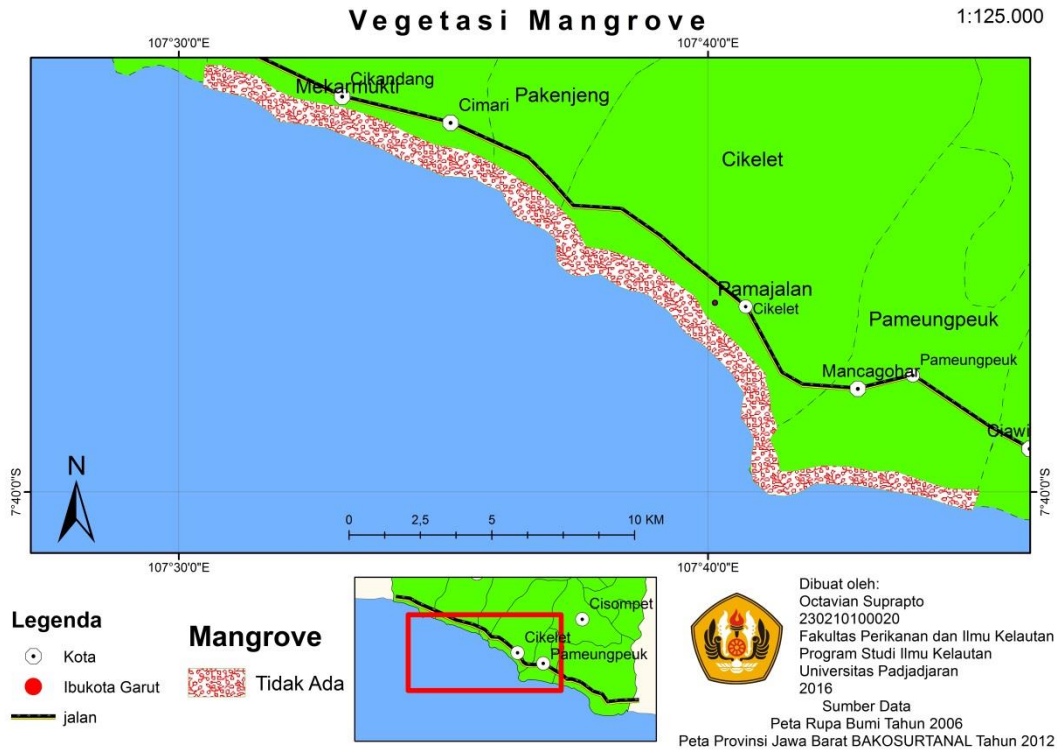 Vegetasi Mangrove
1:125.000
107°30'0"E
107°40'0"E
Mekarmukti
Cikandang
Cimari
Pakenjeng
Cikelet
Pamajalan
Cikelet
Pameungpeuk
Mancagohar
Pameungpeuk
Ciawi
N
7°40'0"S
7°40'0"S
0 2,5 5 10 KM
107°30'0"E
107°40'0"E
Legenda
Kota
Ibukota Garut
jalan
Mangrove
Tidak Ada
Cisompet
Cikelet
Pameungpeuk
Dibuat oleh:
Octavian Suprapto
230210100020
Fakultas Perikanan dan Ilmu Kelautan
Program Studi Ilmu Kelautan
Universitas Padjadjaran
2016
Sumber Data
Peta Rupa Bumi Tahun 2006
Peta Provinsi Jawa Barat BAKOSURTANAL Tahun 2012